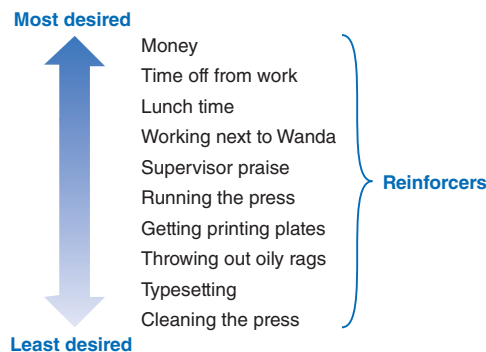 Most desired
Money
Time off from work
Lunch time
Working next to Wanda
Supervisor praise
Running the press
Getting printing plates
Throwing out oily rags
Typesetting
Cleaning the press
Least desired
Reinforcers